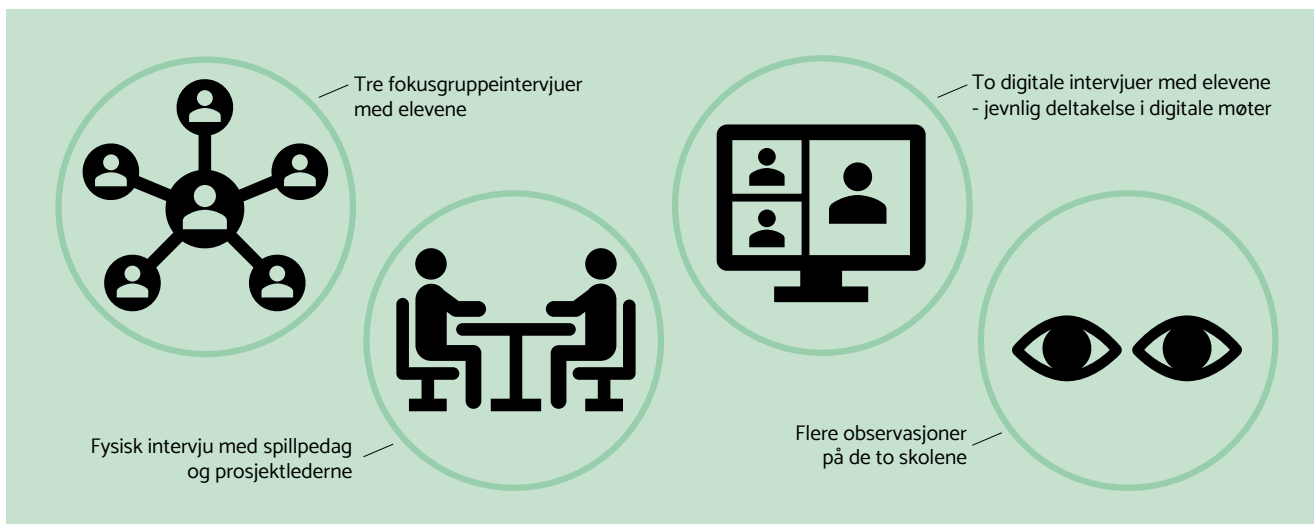 Tre fokusgruppeintervjuer
med elevene
To digitale intervjuer med elevene
- jevnlig deltakelse i digitale møter
Fysisk intervju med spillpedag
og prosjektlederne
Flere observasjoner
på de to skolene